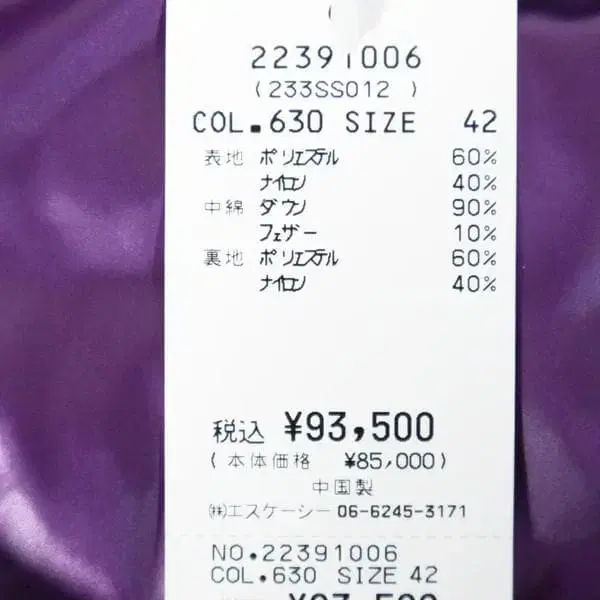 22391006
(233SS012 )
COL.630 SIZE 42
表地 ポリエステル 60%
ナイロン 40%
中綿 ダウン 90%
フェザー 10%
裏地 ポリエステル 60%
ナイロン 40%
税込 ¥93,500
(本体価格 ¥85,000)
中国製
㈱エスケーシー 06-6245-3171
NO.22391006
COL.630 SIZE 42
¥93,500